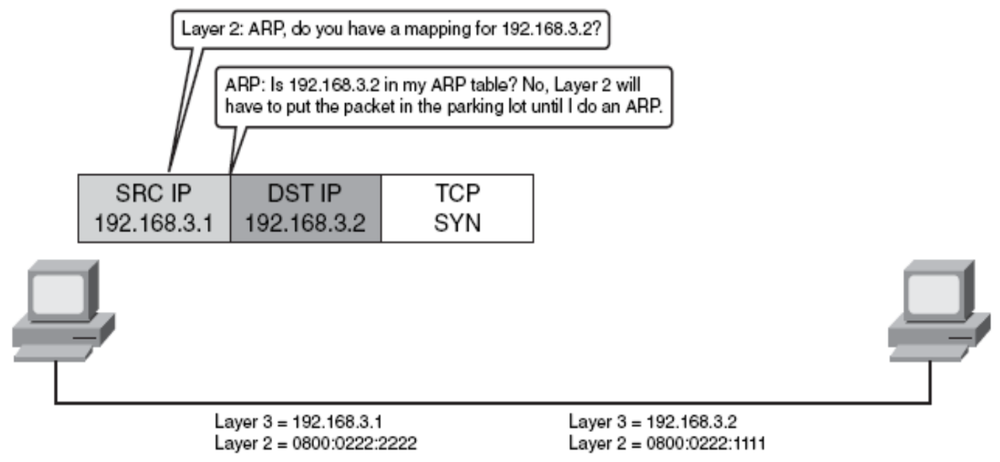 Layer 2: ARP, do you have a mapping for 192.168.3.2?
ARP: Is 192.168.3.2 in my ARP table? No, Layer 2 will
have to put the packet in the parking lot until I do an ARP.
SRC IP
192.168.3.1
DST IP
192.168.3.2
TCP
SYN
Layer 3 = 192.168.3.1
Layer 2 = 0800:0222:2222
Layer 3 = 192.168.3.2
Layer 2 = 0800:0222:1111